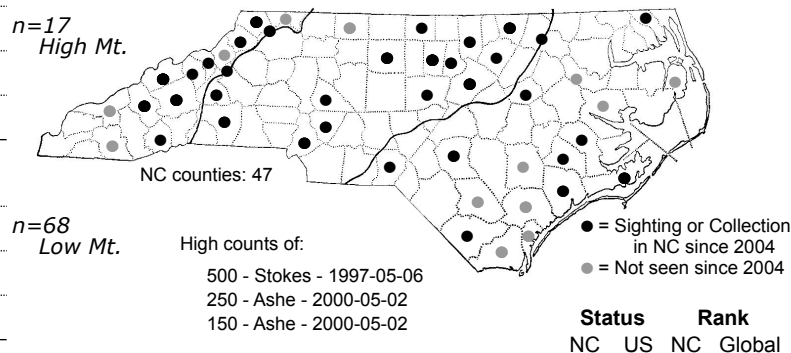 n=17
High Mt.
NC counties: 47
n=68
Low Mt.
High counts of:
500 - Stokes - 1997-05-06
250 - Ashe - 2000-05-02
150 - Ashe - 2000-05-02
= Sighting or Collection
in NC since 2004
= Not seen since 2004
Status Rank
NC US NC Global